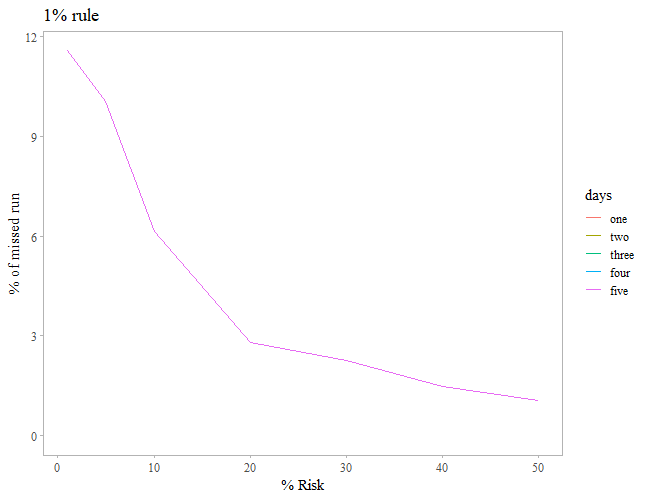 1% rule
12
9
6
3
0
% of missed run
0 10 20 30 40 50
% Risk
days
one
two
three
four
five